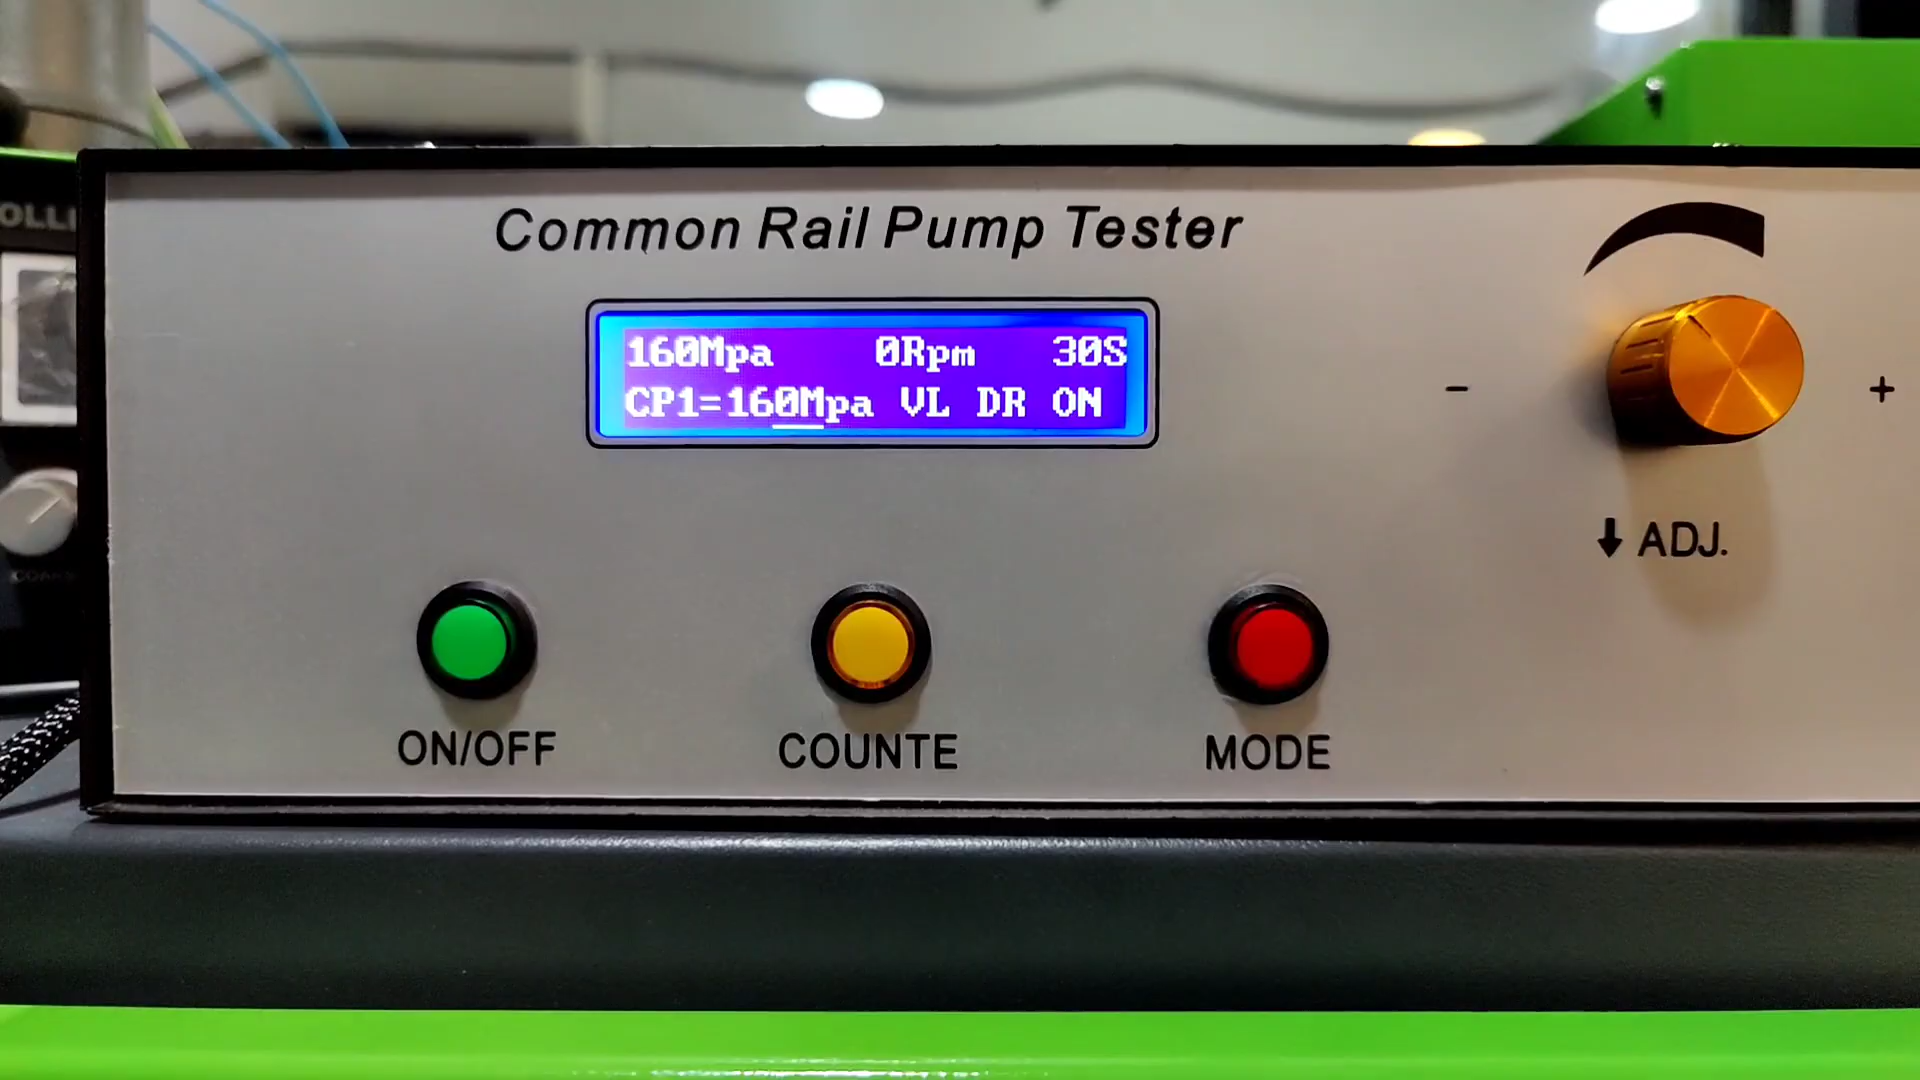 Common Rail Pump Tester
160Mpa 0Rpm 30S
CP1=160Mpa VL DR ON
- +
ADJ.
ON/OFF
COUNTE
MODE